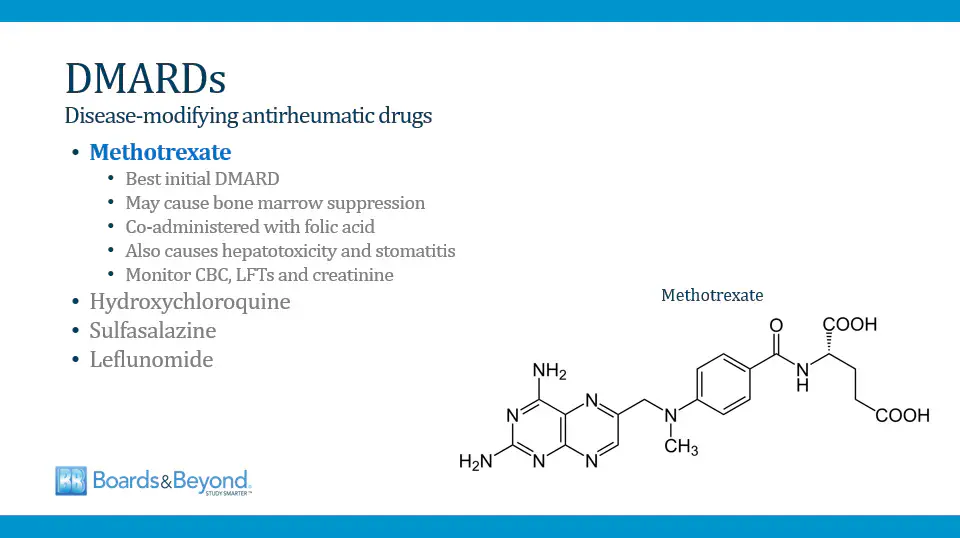 DMARDs
Disease-modifying antirheumatic drugs
• Methotrexate
• Best initial DMARD
• May cause bone marrow suppression
• Co-administered with folic acid
• Also causes hepatotoxicity and stomatitis
• Monitor CBC, LFTs and creatinine
• Hydroxychloroquine
• Sulfasalazine
• Leflunomide
Methotrexate
O
COOH
NH2
N
H
N
N
N
CH3
COOH
H2N
N
N
BB Boards&Beyond.
STUDY SMARTER™